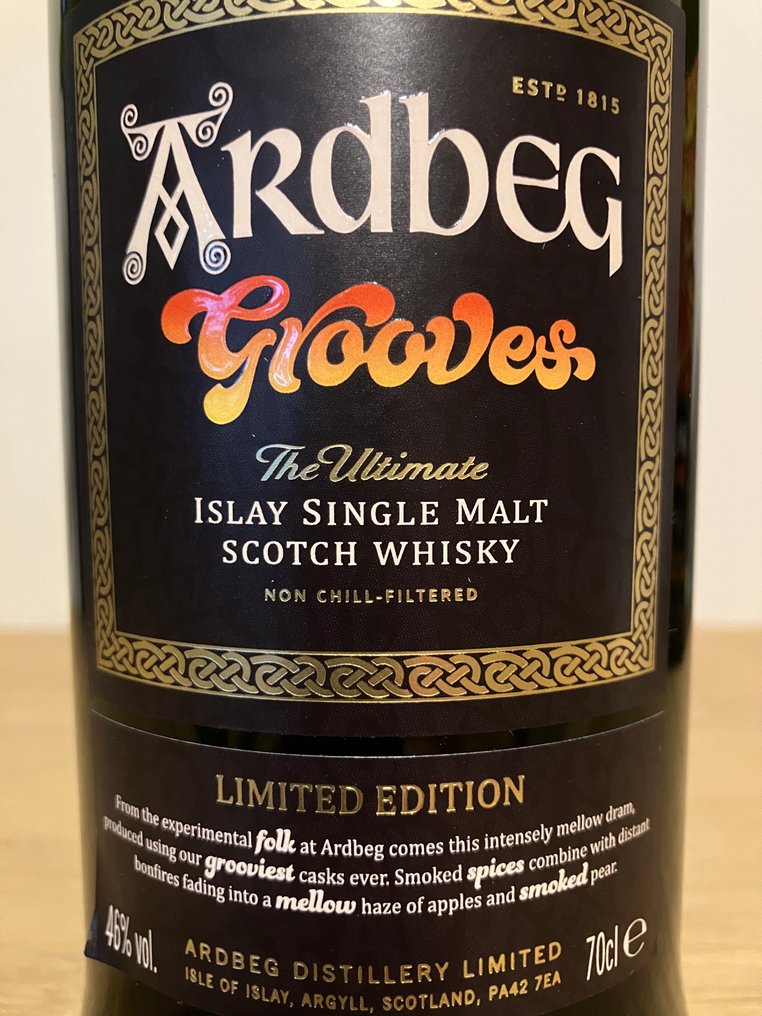 ESTD 1815
ARdbEG
Grooves
The Ultimate
ISLAY SINGLE MALT
SCOTCH WHISKY
NON CHILL-FILTERED
LIMITED EDITION
From the experimental folk at Ardbeg comes this intensely mellow dram,
produced using our grooviest casks ever. Smoked spices combine with distant
bonfires fading into a mellow haze of apples and smoked pear.
46% vol.
ARDBEG DISTILLERY LIMITED
ISLE OF ISLAY, ARGYLL, SCOTLAND, PA42 7EA
70cl e